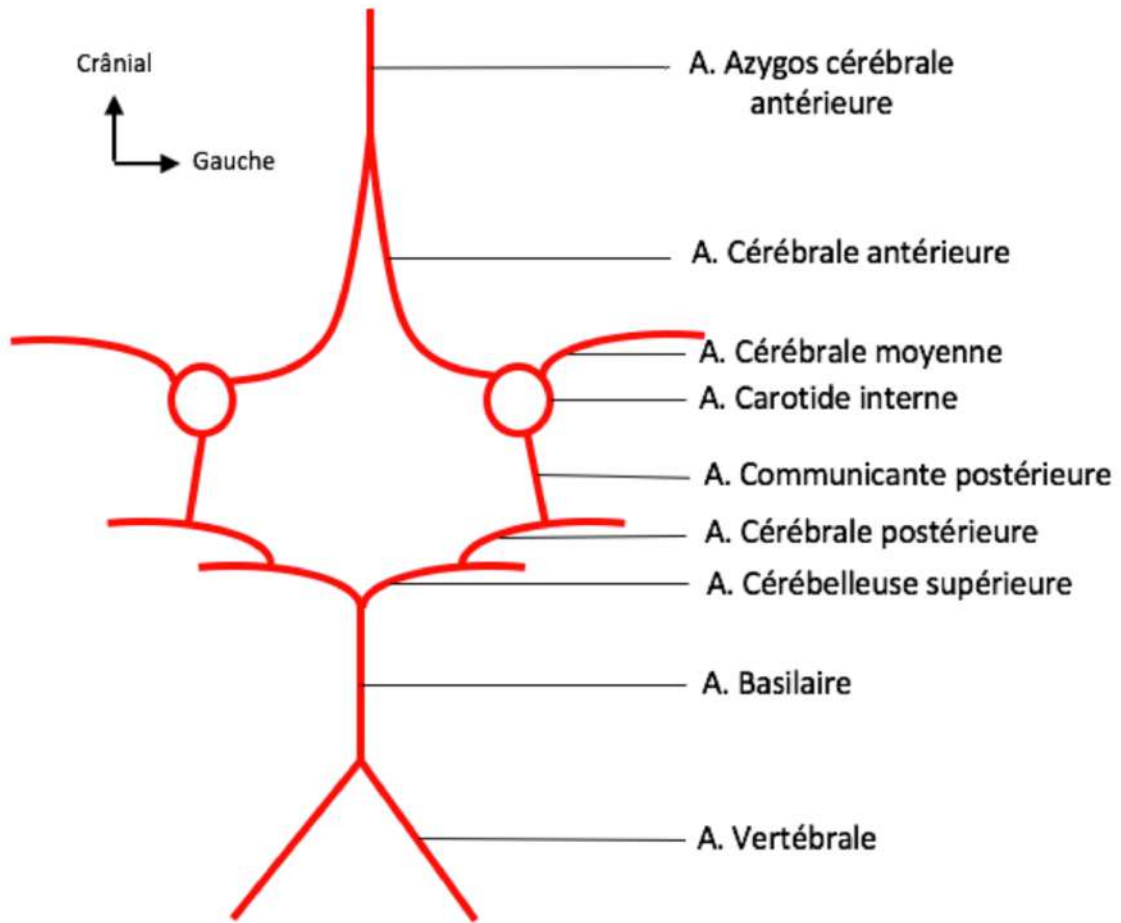 Crânial
Gauche
A. Azygos cérébrale
antérieure
A. Cérébrale antérieure
A. Cérébrale moyenne
A. Carotide interne
A. Communicante postérieure
A. Cérébrale postérieure
A. Cérébelleuse supérieure
A. Basilaire
A. Vertébrale